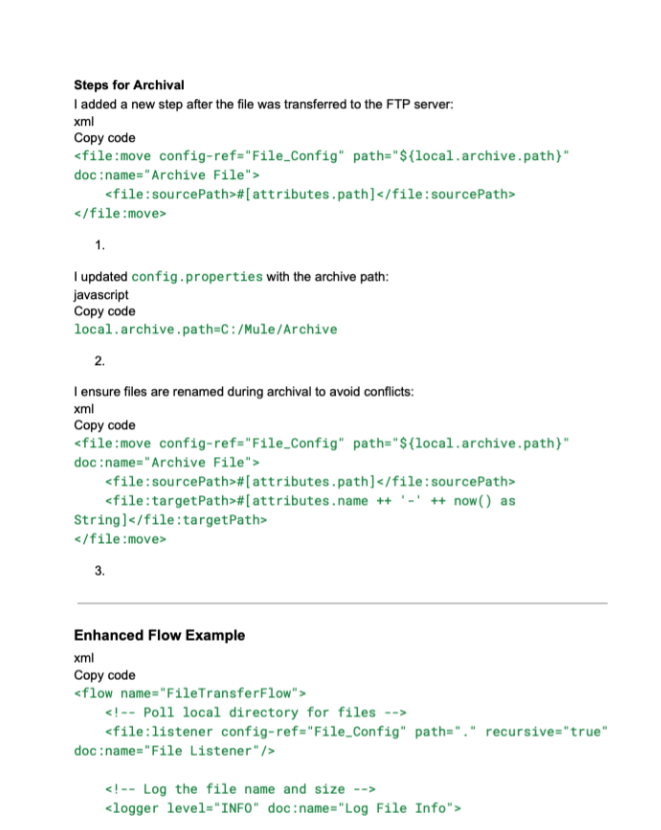 Steps for Archival
I added a new step after the file was transferred to the FTP server:
xml
Copy code
<file:move config-ref="File_Config" path="${local.archive.path}"
doc:name="Archive File">
    <file:sourcePath>#[attributes.path]</file:sourcePath>
</file:move>
1.
I updated config.properties with the archive path:
javascript
Copy code
local.archive.path=C:/Mule/Archive
2.
I ensure files are renamed during archival to avoid conflicts:
xml
Copy code
<file:move config-ref="File_Config" path="${local.archive.path}"
doc:name="Archive File">
    <file:sourcePath>#[attributes.path]</file:sourcePath>
    <file:targetPath>#[attributes.name ++ '-' ++ now() as
String]</file:targetPath>
</file:move>
3.
Enhanced Flow Example
xml
Copy code
<flow name="FileTransferFlow">
    <!-- Poll local directory for files -->
    <file:listener config-ref="File_Config" path="." recursive="true"
doc:name="File Listener"/>
    <!-- Log the file name and size -->
    <logger level="INFO" doc:name="Log File Info">